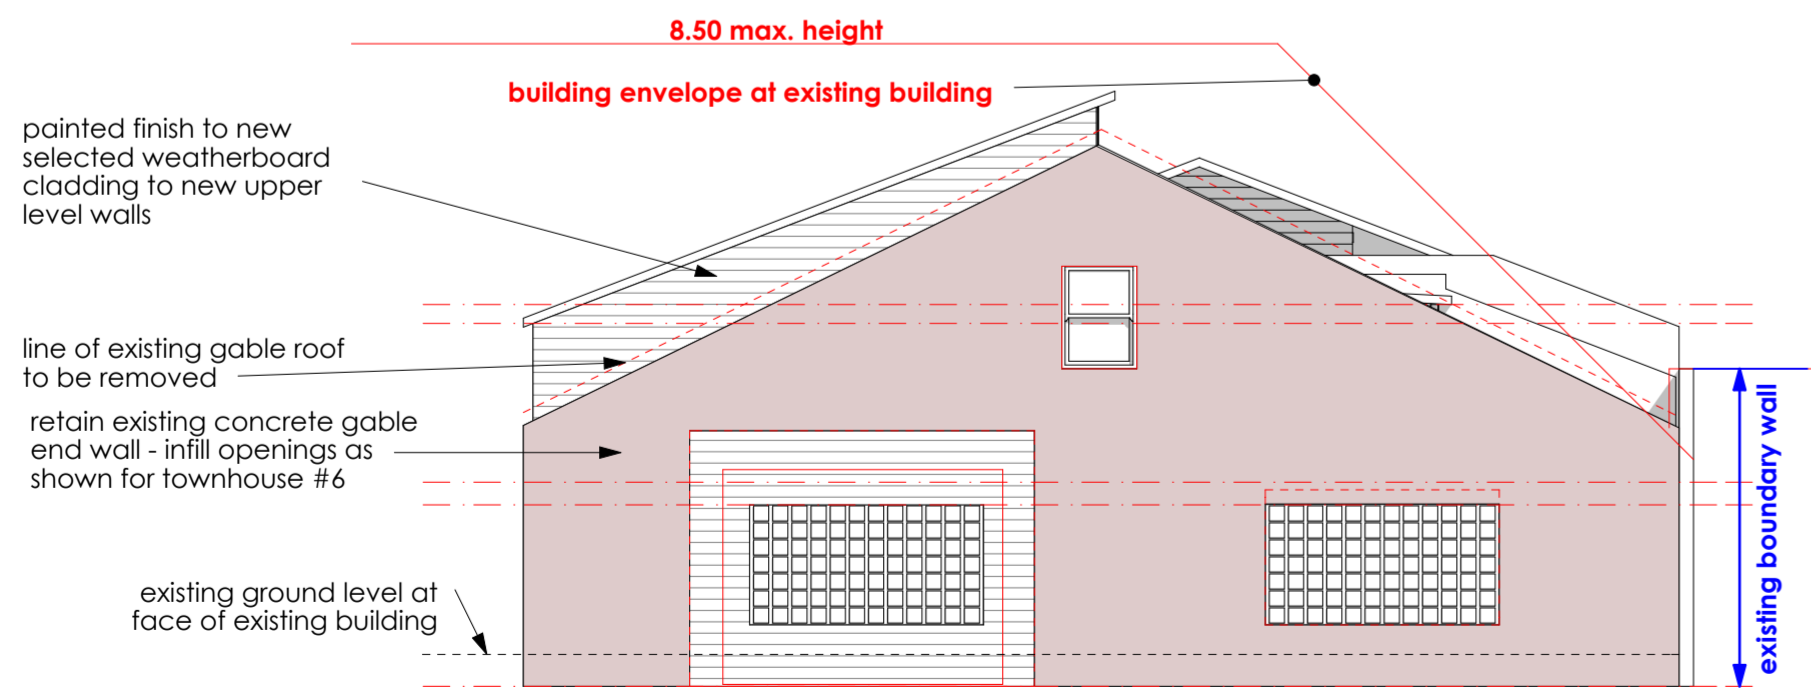 8.50 max. height
building envelope at existing building
painted finish to new
selected weatherboard
cladding to new upper
level walls
line of existing gable roof
to be removed
retain existing concrete gable
end wall - infill openings as
shown for townhouse #6
existing ground level at
face of existing building
existing boundary wall